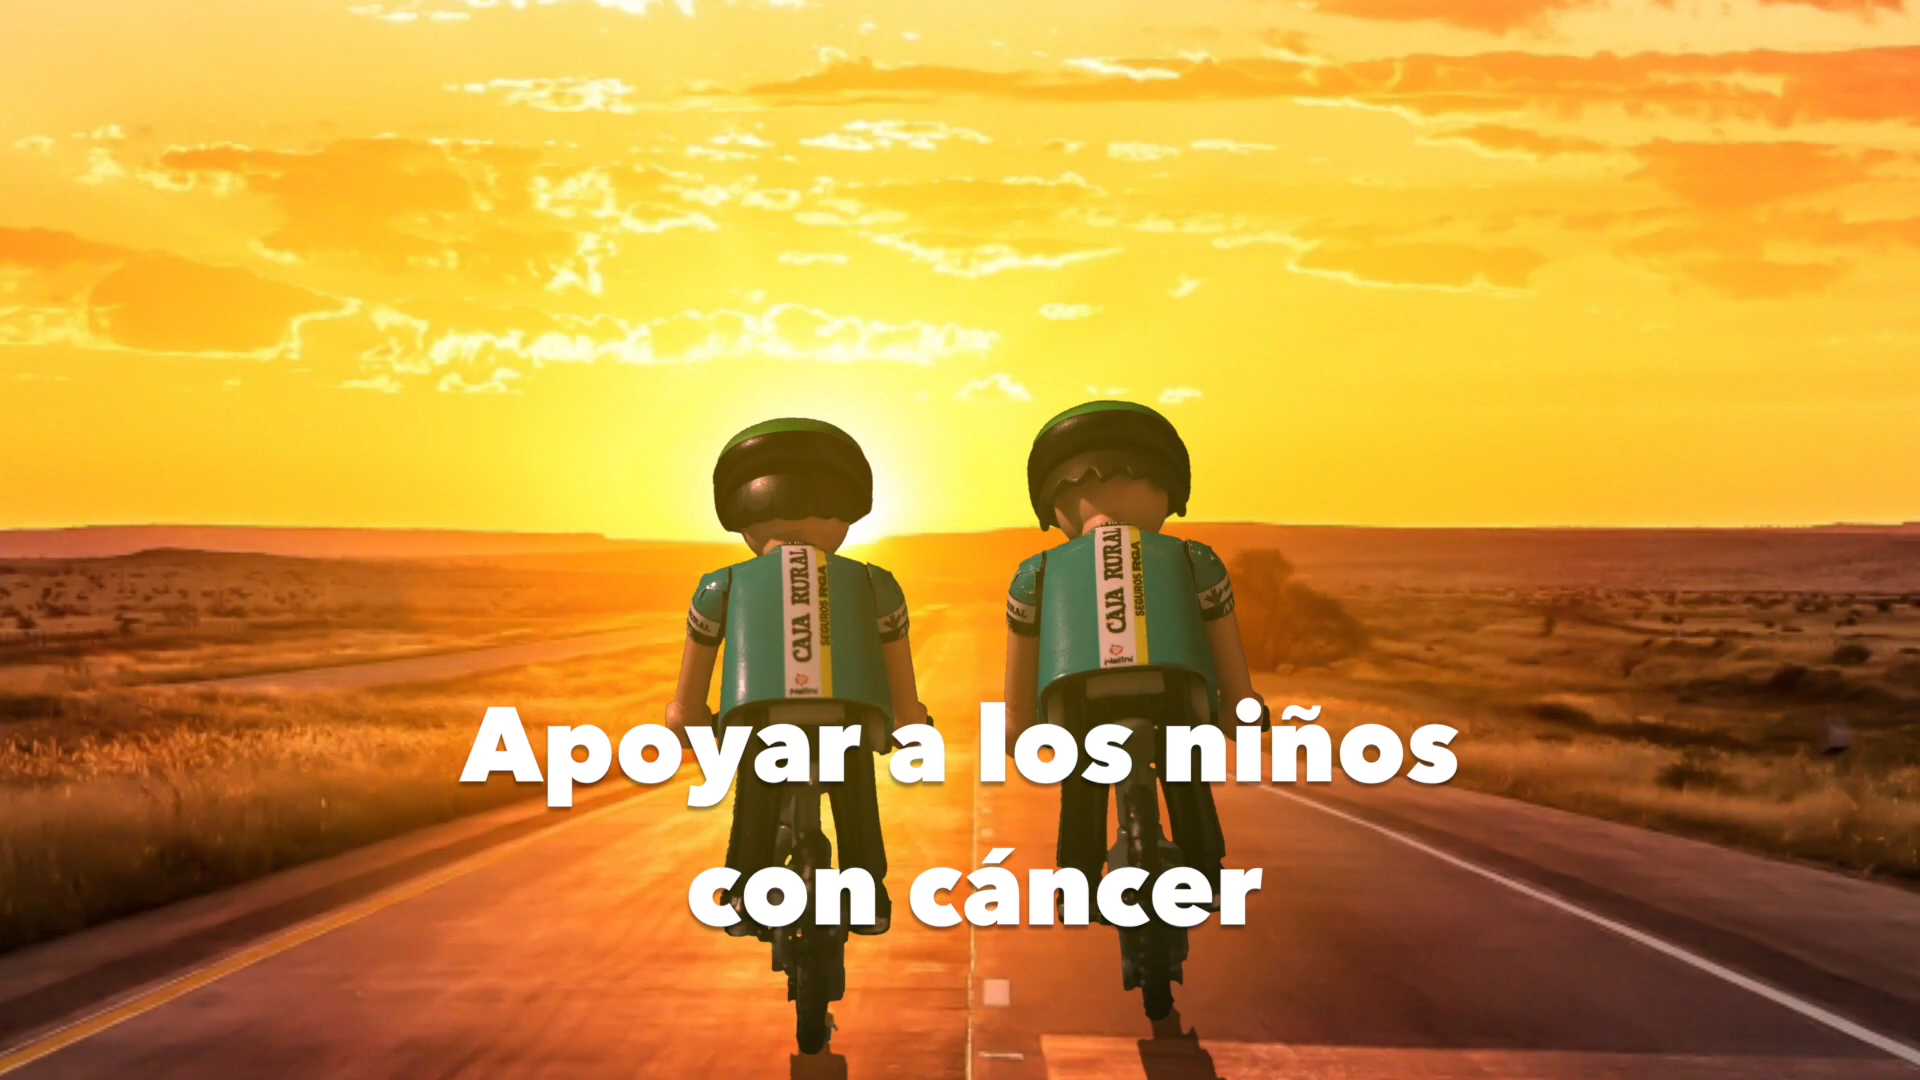 CAJA RURAL
SEGUROS RGA
CAJA RURAL
SEGUROS RGA
Apoyar a los niños
con cáncer